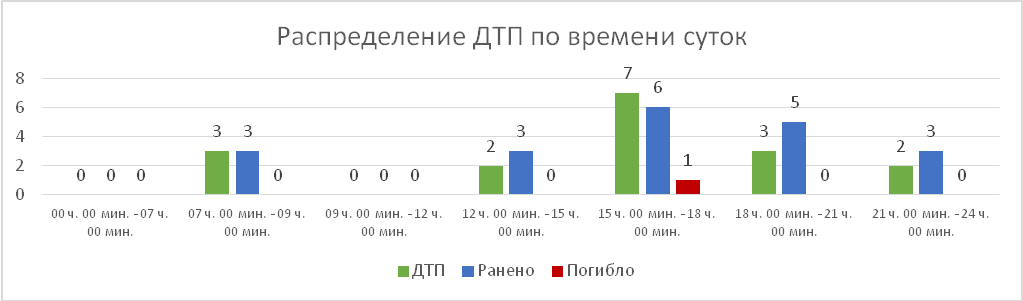 Распределение ДТП по времени суток
8
6
4
2
0
0 0 0 3 3 0 0 0 0 2 3 0 7 6 1 3 5 0 2 3 0
00 ч. 00 мин. -07 ч. 00 мин.
07 ч. 00 мин. -09 ч. 00 мин.
09 ч. 00 мин. -12 ч. 00 мин.
12 ч. 00 мин. -15 ч. 00 мин.
15 ч. 00 мин. -18 ч. 00 мин.
18 ч. 00 мин. -21 ч. 00 мин.
21 ч. 00 мин. -24 ч. 00 мин.
ДТП Ранено Погибло